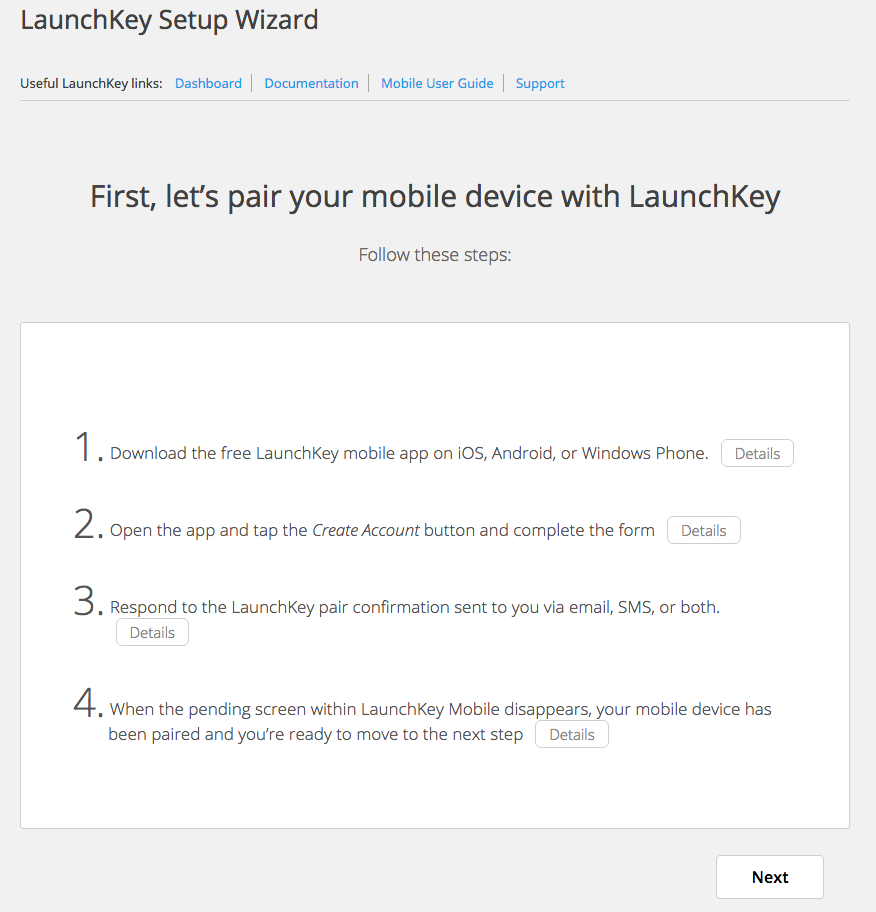 LaunchKey Setup Wizard
Useful LaunchKey links: Dashboard Documentation Mobile User Guide Support
First, let’s pair your mobile device with LaunchKey
Follow these steps:
1. Download the free LaunchKey mobile app on iOS, Android, or Windows Phone. Details
2. Open the app and tap the Create Account button and complete the form Details
3. Respond to the LaunchKey pair confirmation sent to you via email, SMS, or both.
Details
4. When the pending screen within LaunchKey Mobile disappears, your mobile device has
been paired and you’re ready to move to the next step Details
Next